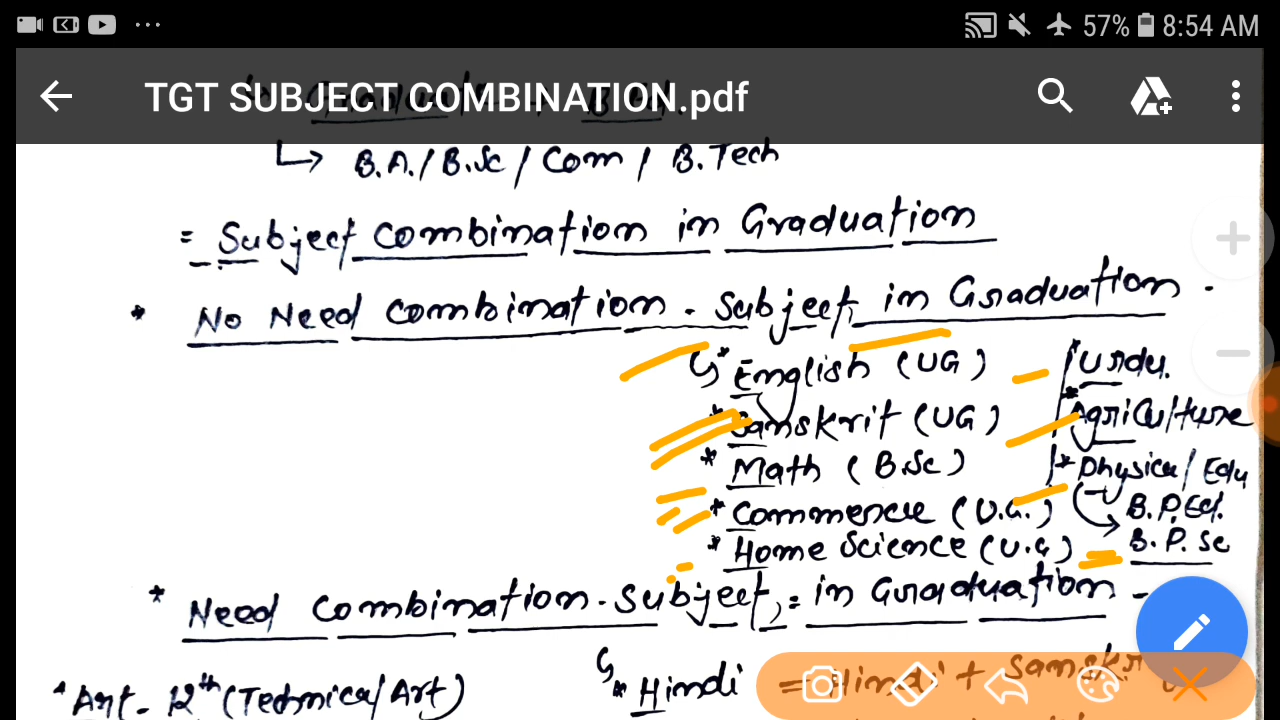 57% 8:54 AM
TGT SUBJECT COMBINATION.pdf
↳ B.A./B.Sc / Com / B.Tech
= Subject Combination in Graduation
* No Need Combination. Subject, in Graduation.
↳ * English (UG) * Urdu.
* Sanskrit (UG) * Agriculture
* Math (B.Sc) * Physical/Edu
* Commerce (U.G.) B.P.Ed.
* Home Science (U.G) B.P.Sc
* Need Combination. Subject, = in Graduation -
* Art - 12th (Technical Art) ↳ * Hindi = Hindi +